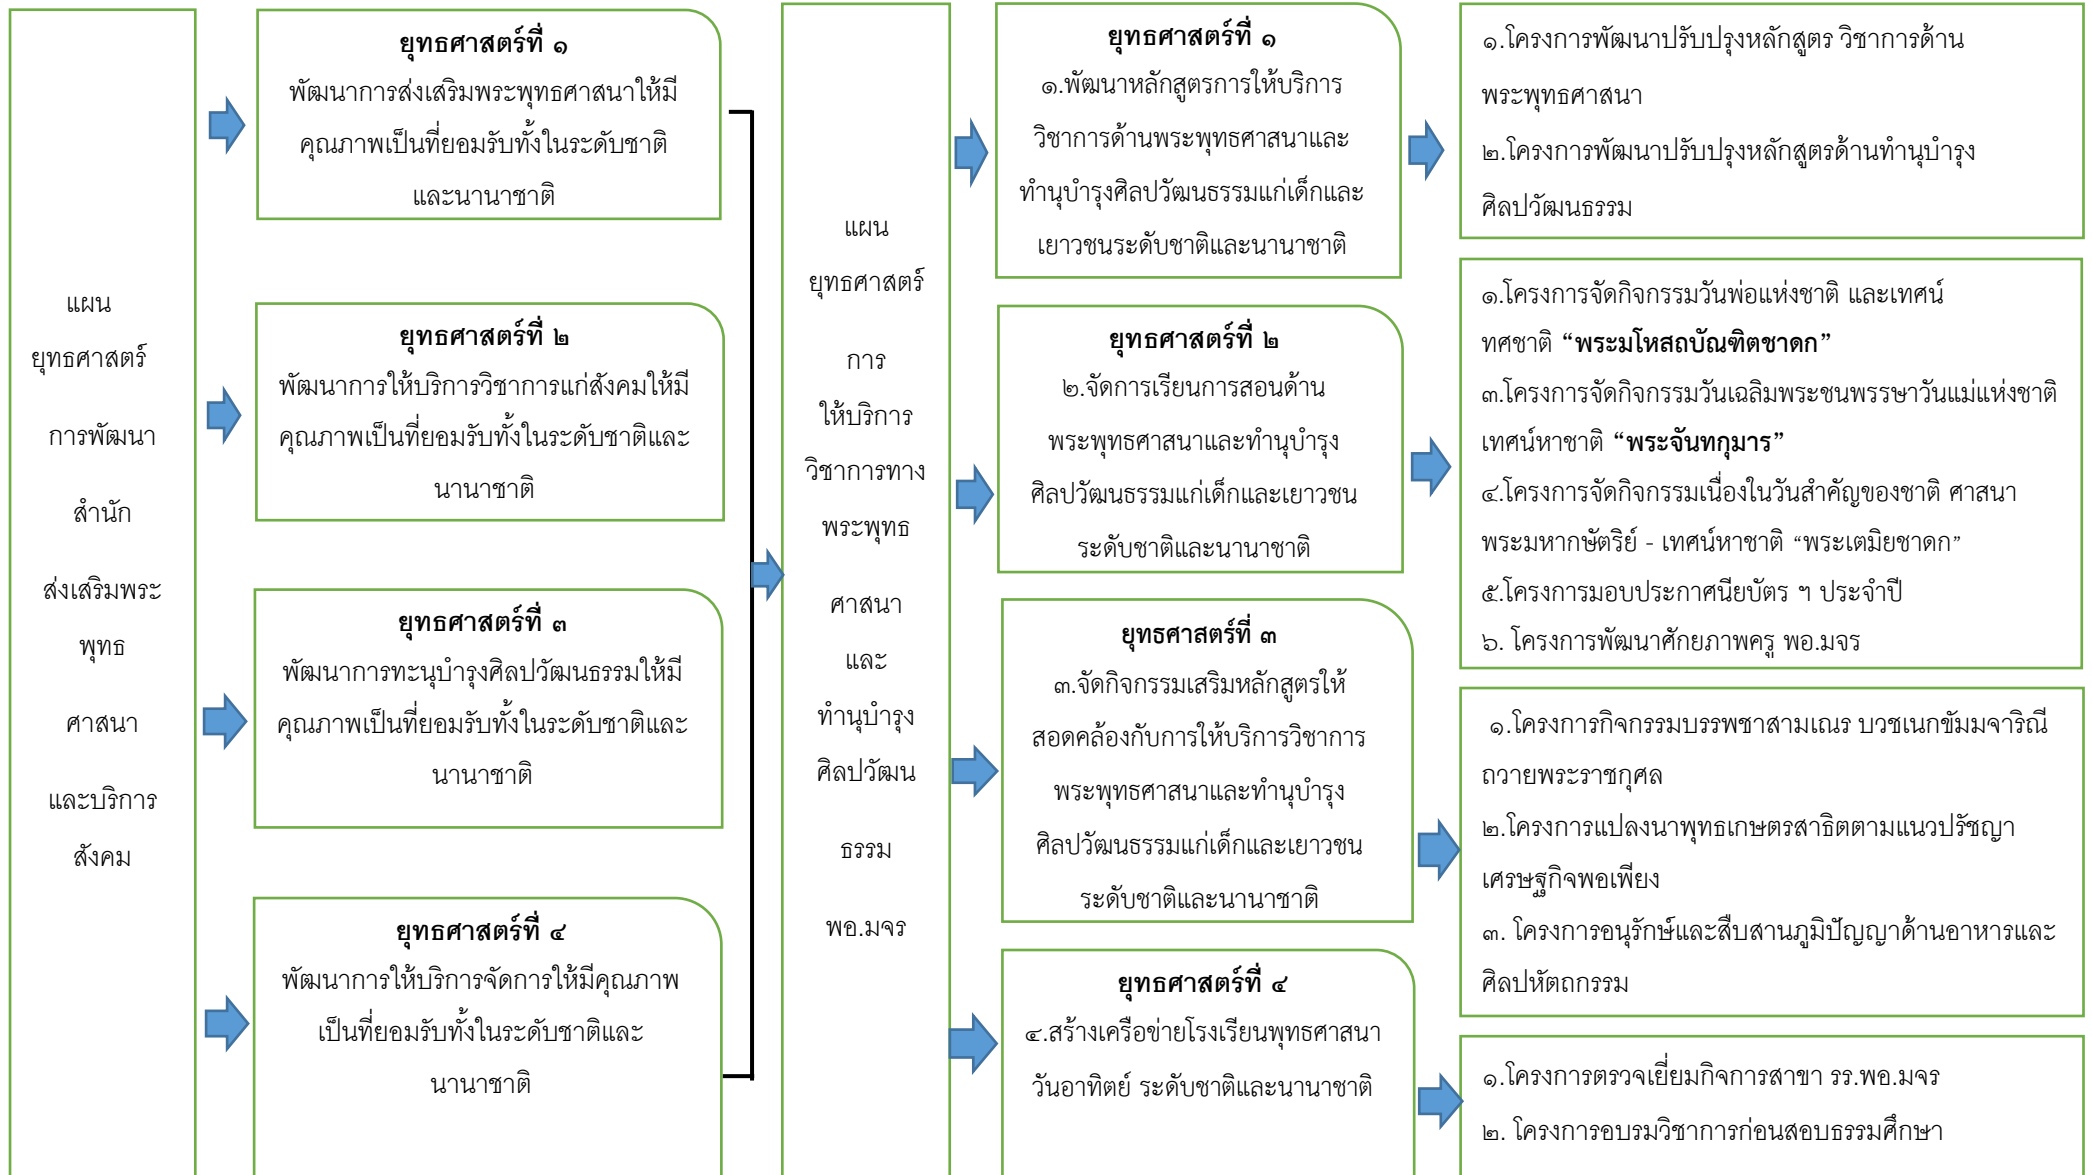 แผน
ยุทธศาสตร์
การพัฒนา
สำนัก
ส่งเสริมพระ
พุทธ
ศาสนา
และบริการ
สังคม
ยุทธศาสตร์ที่ ๑
พัฒนาการส่งเสริมพระพุทธศาสนาให้มี
คุณภาพเป็นที่ยอมรับทั้งในระดับชาติ
และนานาชาติ
ยุทธศาสตร์ที่ ๒
พัฒนาการให้บริการวิชาการแก่สังคมให้มี
คุณภาพเป็นที่ยอมรับทั้งในระดับชาติและ
นานาชาติ
ยุทธศาสตร์ที่ ๓
พัฒนาการทะนุบำรุงศิลปวัฒนธรรมให้มี
คุณภาพเป็นที่ยอมรับทั้งในระดับชาติและ
นานาชาติ
ยุทธศาสตร์ที่ ๔
พัฒนาการให้บริการจัดการให้มีคุณภาพ
เป็นที่ยอมรับทั้งในระดับชาติและ
นานาชาติ
แผน
ยุทธศาสตร์
การ
ให้บริการ
วิชาการทาง
พระพุทธ
ศาสนา
และ
ทำนุบำรุง
ศิลปวัฒน
ธรรม
พอ.มจร
ยุทธศาสตร์ที่ ๑
๑.พัฒนาหลักสูตรการให้บริการ
วิชาการด้านพระพุทธศาสนาและ
ทำนุบำรุงศิลปวัฒนธรรมแก่เด็กและ
เยาวชนระดับชาติและนานาชาติ
ยุทธศาสตร์ที่ ๒
๒.จัดการเรียนการสอนด้าน
พระพุทธศาสนาและทำนุบำรุง
ศิลปวัฒนธรรมแก่เด็กและเยาวชน
ระดับชาติและนานาชาติ
ยุทธศาสตร์ที่ ๓
๓.จัดกิจกรรมเสริมหลักสูตรให้
สอดคล้องกับการให้บริการวิชาการ
พระพุทธศาสนาและทำนุบำรุง
ศิลปวัฒนธรรมแก่เด็กและเยาวชน
ระดับชาติและนานาชาติ
ยุทธศาสตร์ที่ ๔
๔.สร้างเครือข่ายโรงเรียนพุทธศาสนา
วันอาทิตย์ ระดับชาติและนานาชาติ
๑.โครงการพัฒนาปรับปรุงหลักสูตร วิชาการด้าน
พระพุทธศาสนา
๒.โครงการพัฒนาปรับปรุงหลักสูตรด้านทำนุบำรุง
ศิลปวัฒนธรรม
๑.โครงการจัดกิจกรรมวันพ่อแห่งชาติ และเทศน์
ทศชาติ “พระมโหสถบัณฑิตชาดก”
๓.โครงการจัดกิจกรรมวันเฉลิมพระชนพรรษาวันแม่แห่งชาติ
เทศน์หาชาติ “พระจันทกุมาร”
๔.โครงการจัดกิจกรรมเนื่องในวันสำคัญของชาติ ศาสนา
พระมหากษัตริย์ - เทศน์หาชาติ “พระเตมิยชาดก”
๕.โครงการมอบประกาศนียบัตร ฯ ประจำปี
๖. โครงการพัฒนาศักยภาพครู พอ.มจร
๑.โครงการกิจกรรมบรรพชาสามเณร บวชเนกขัมมจาริณี
ถวายพระราชกุศล
๒.โครงการแปลงนาพุทธเกษตรสาธิตตามแนวปรัชญา
เศรษฐกิจพอเพียง
๓. โครงการอนุรักษ์และสืบสานภูมิปัญญาด้านอาหารและ
ศิลปหัตถกรรม
๑.โครงการตรวจเยี่ยมกิจการสาขา รร.พอ.มจร
๒. โครงการอบรมวิชาการก่อนสอบธรรมศึกษา